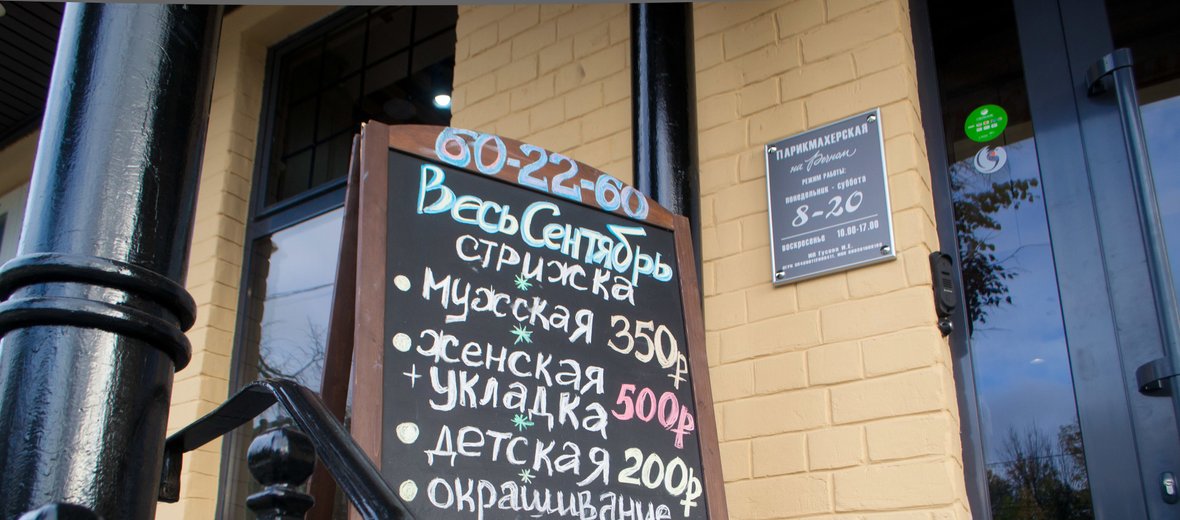 60-22-60
Весь Сентябрь
стрижка
• мужская 350₽
• женская
+ укладка 500₽
• детская 200₽
• окрашивание
ПАРИКМАХЕРСКАЯ
на Речном
РЕЖИМ РАБОТЫ:
понедельник - суббота
8-20
воскресенье 10.00-17.00